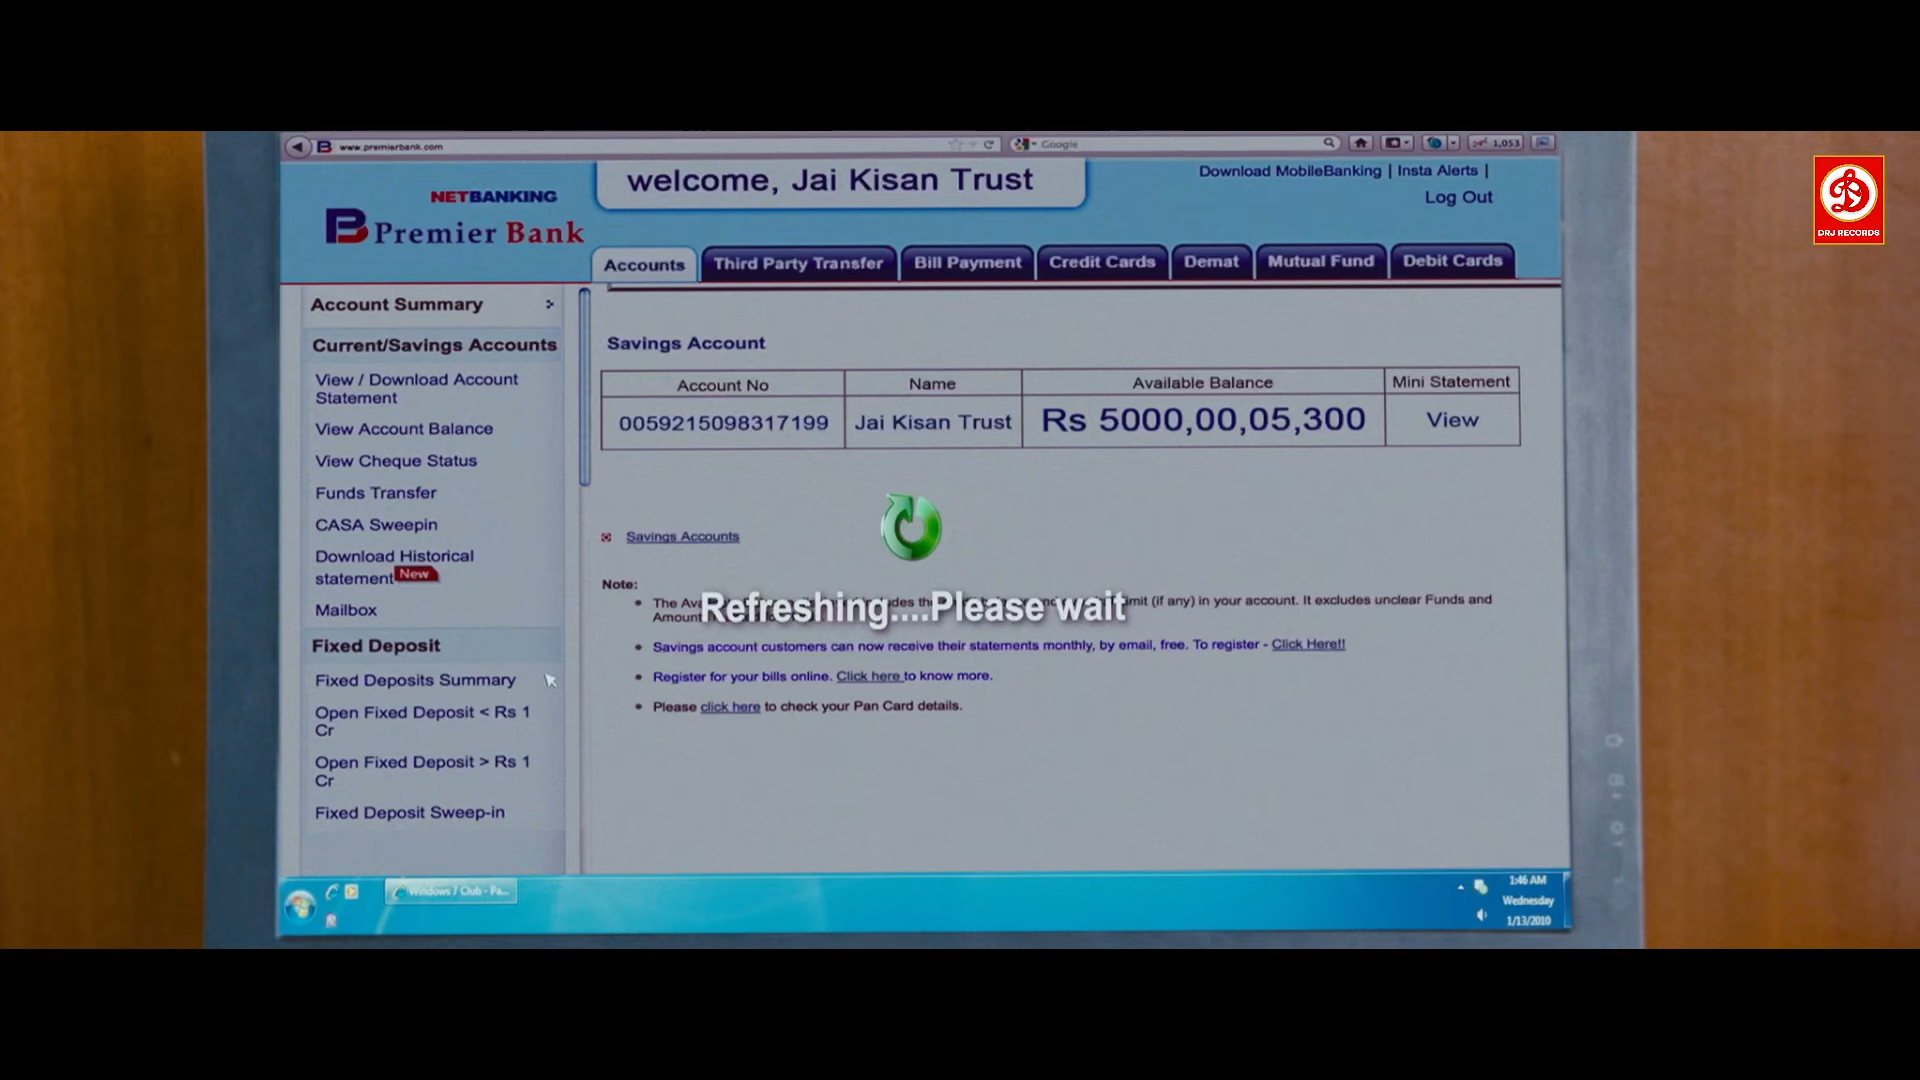 www.premierbank.com
Google
1,053
NETBANKING
Premier Bank
welcome, Jai Kisan Trust
Download MobileBanking | Insta Alerts |
Log Out
DRJ RECORDS
Accounts
Third Party Transfer
Bill Payment
Credit Cards
Demat
Mutual Fund
Debit Cards
Account Summary >
Current/Savings Accounts
View / Download Account
Statement
View Account Balance
View Cheque Status
Funds Transfer
CASA Sweepin
Download Historical
statement New
Mailbox
Fixed Deposit
Fixed Deposits Summary
Open Fixed Deposit < Rs 1
Cr
Open Fixed Deposit > Rs 1
Cr
Fixed Deposit Sweep-in
Savings Account
Account No Name Available Balance Mini Statement
0059215098317199 Jai Kisan Trust Rs 5000,00,05,300 View
Savings Accounts
Refreshing....Please wait
Note:
The (if any) in your account. It excludes unclear Funds and
Amount
Savings account customers can now receive their statements monthly, by email, free. To register - Click Here!!
Register for your bills online. Click here to know more.
Please click here to check your Pan Card details.
Windows 7 Club - Pa...
1:46 AM
Wednesday
1/13/2010